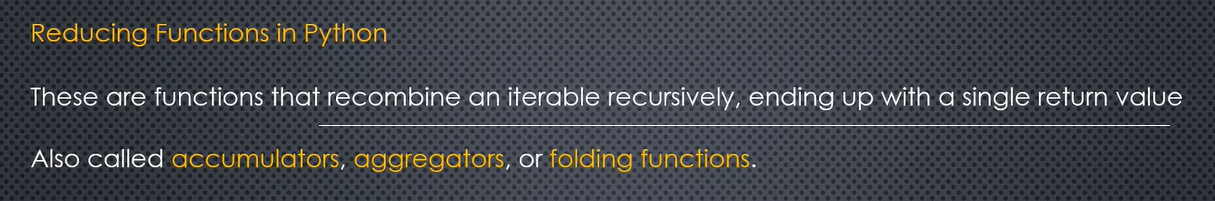 Reducing Functions in Python
These are functions that recombine an iterable recursively, ending up with a single return value
Also called accumulators, aggregators, or folding functions.